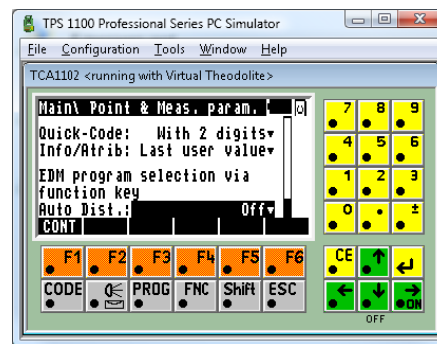 TPS 1100 Professional Series PC Simulator
File Configuration Tools Window Help
TCA1102 <running with Virtual Theodolite>
Main\ Point & Meas. param.
Quick-Code: With 2 digits▾
Info/Atrib: Last user value▾
EDM program selection via
function key
Auto Dist.: Off▾
CONT
7 8 9
4 5 6
1 2 3
0 . ±
F1 F2 F3 F4 F5 F6
CE
CODE PROG FNC Shift ESC
ON
OFF